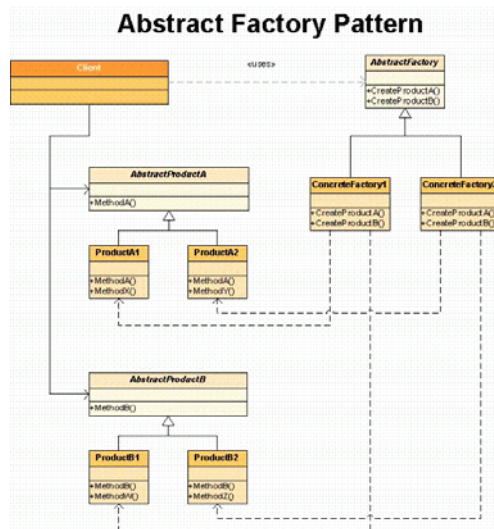 Abstract Factory Pattern
Client
«uses»
AbstractFactory
+CreateProductA()
+CreateProductB()
ConcreteFactory1
+CreateProductA()
+CreateProductB()
ConcreteFactory2
+CreateProductA()
+CreateProductB()
AbstractProductA
+MethodA()
ProductA1
+MethodA()
+MethodX()
ProductA2
+MethodA()
+MethodY()
AbstractProductB
+MethodB()
ProductB1
+MethodB()
+MethodW()
ProductB2
+MethodB()
+MethodZ()